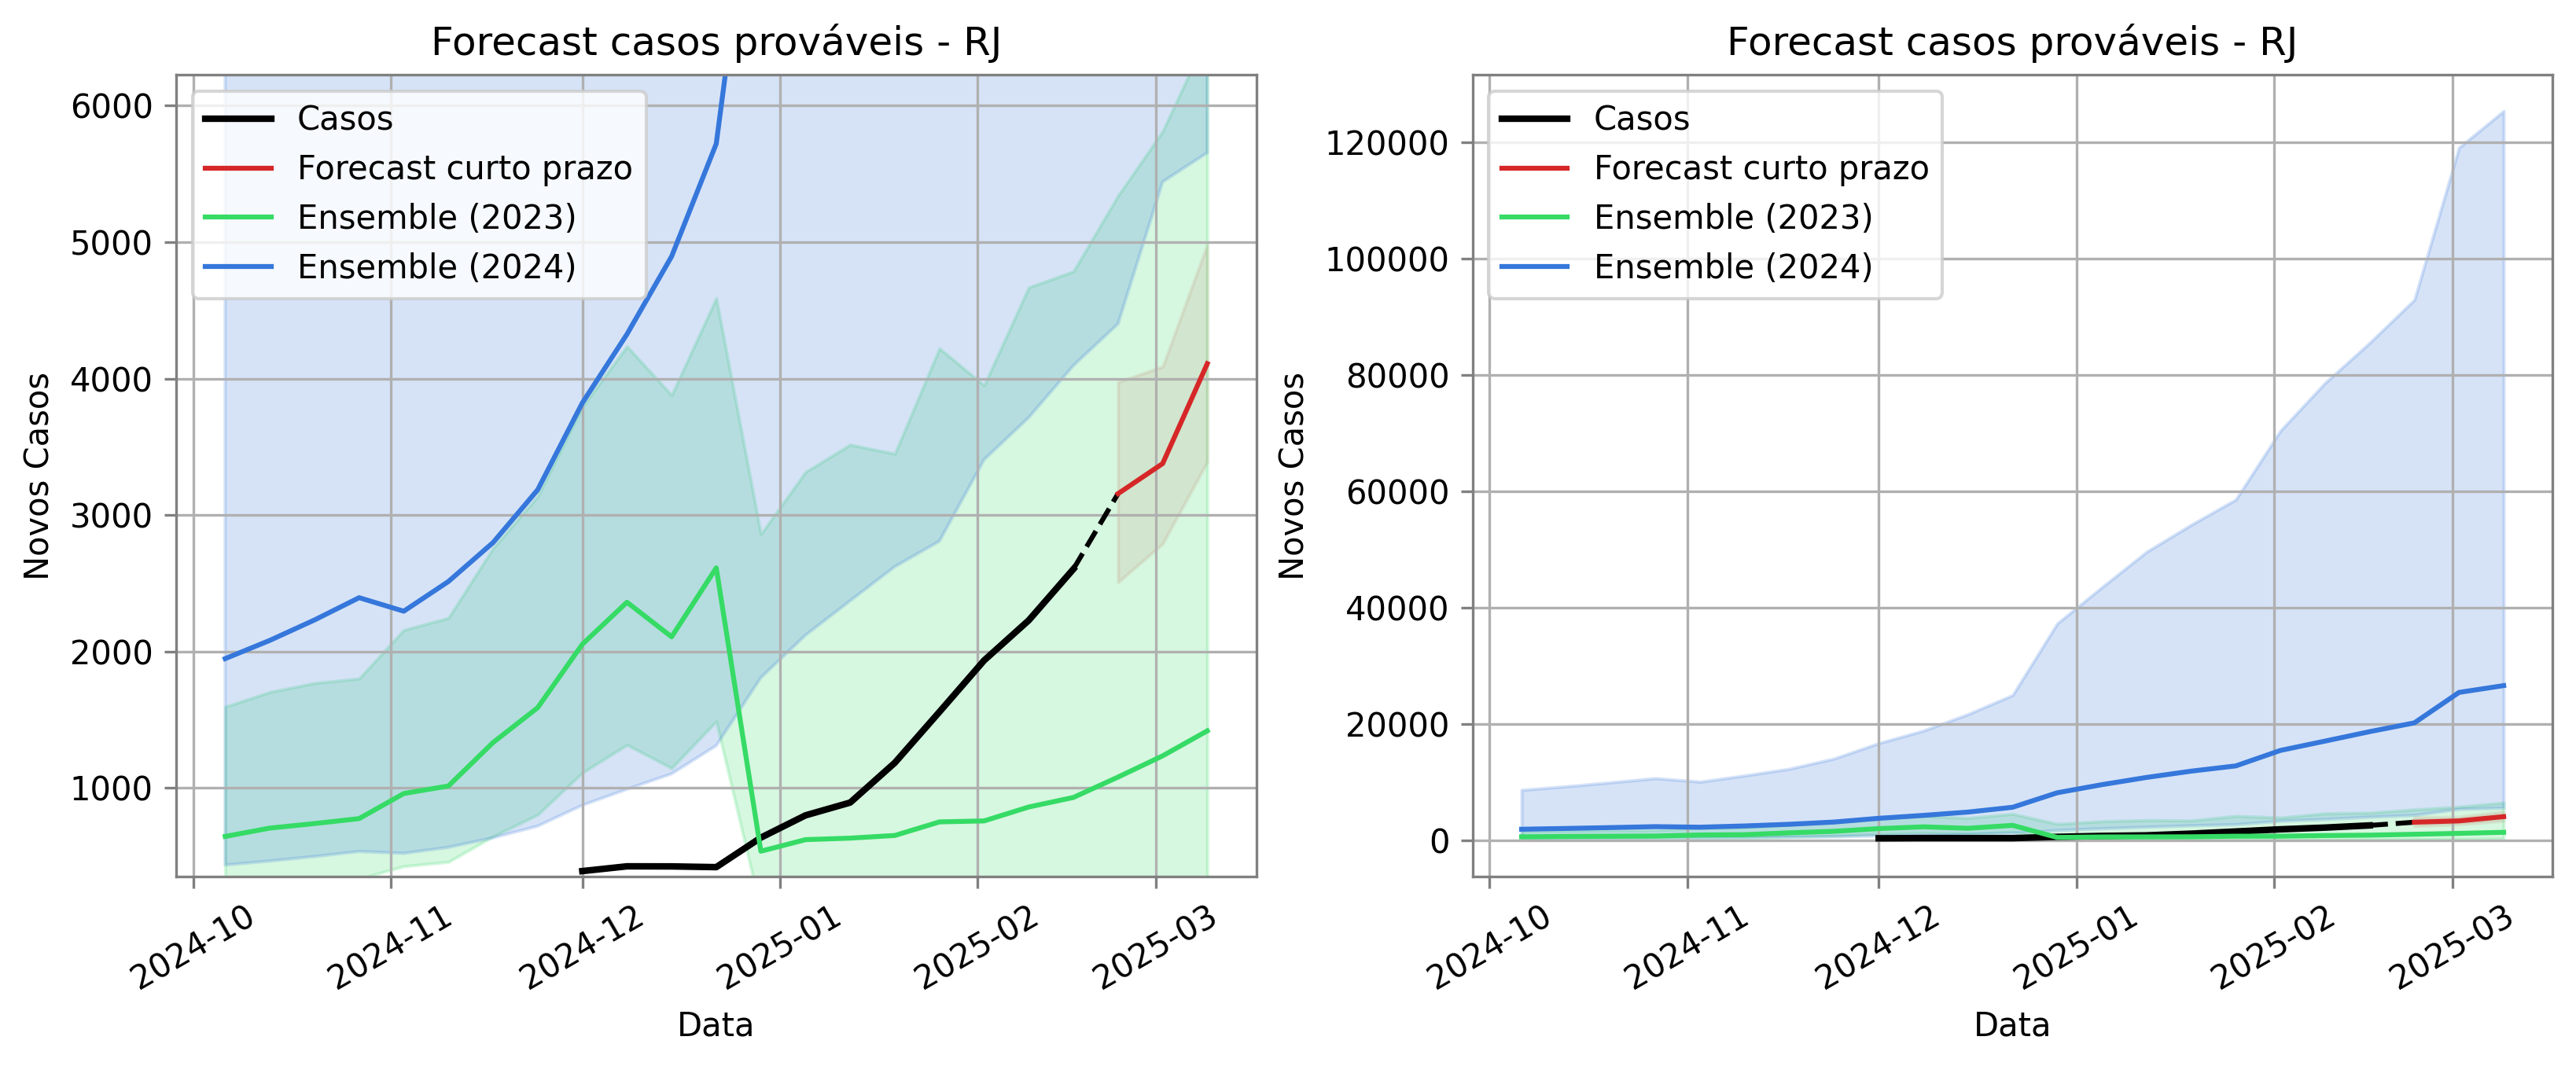 Forecast casos prováveis - RJ
6000
5000
4000
3000
2000
1000
Novos Casos
Casos
Forecast curto prazo
Ensemble (2023)
Ensemble (2024)
2024-10
2024-11
2024-12
2025-01
2025-02
2025-03
Data
Forecast casos prováveis - RJ
120000
100000
80000
60000
40000
20000
0
Novos Casos
Casos
Forecast curto prazo
Ensemble (2023)
Ensemble (2024)
2024-10
2024-11
2024-12
2025-01
2025-02
2025-03
Data